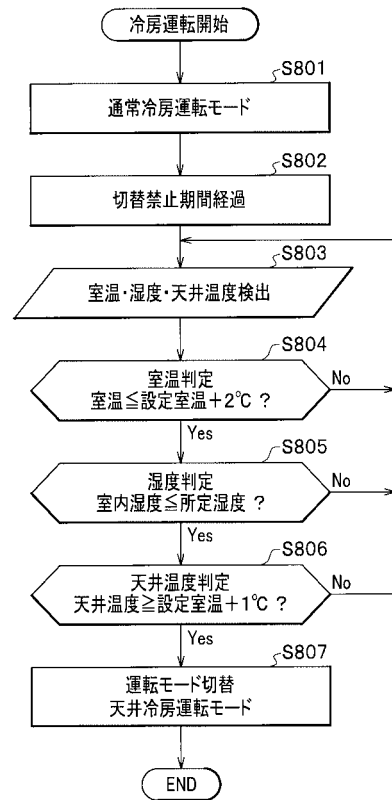 冷房運転開始
S801
通常冷房運転モード
S802
切替禁止期間経過
S803
室温・湿度・天井温度検出
S804
室温判定
室温≦設定室温+2℃ ?
No
Yes
S805
湿度判定
室内湿度≦所定湿度 ?
No
Yes
S806
天井温度判定
天井温度≧設定室温+1℃ ?
No
Yes
S807
運転モード切替
天井冷房運転モード
END